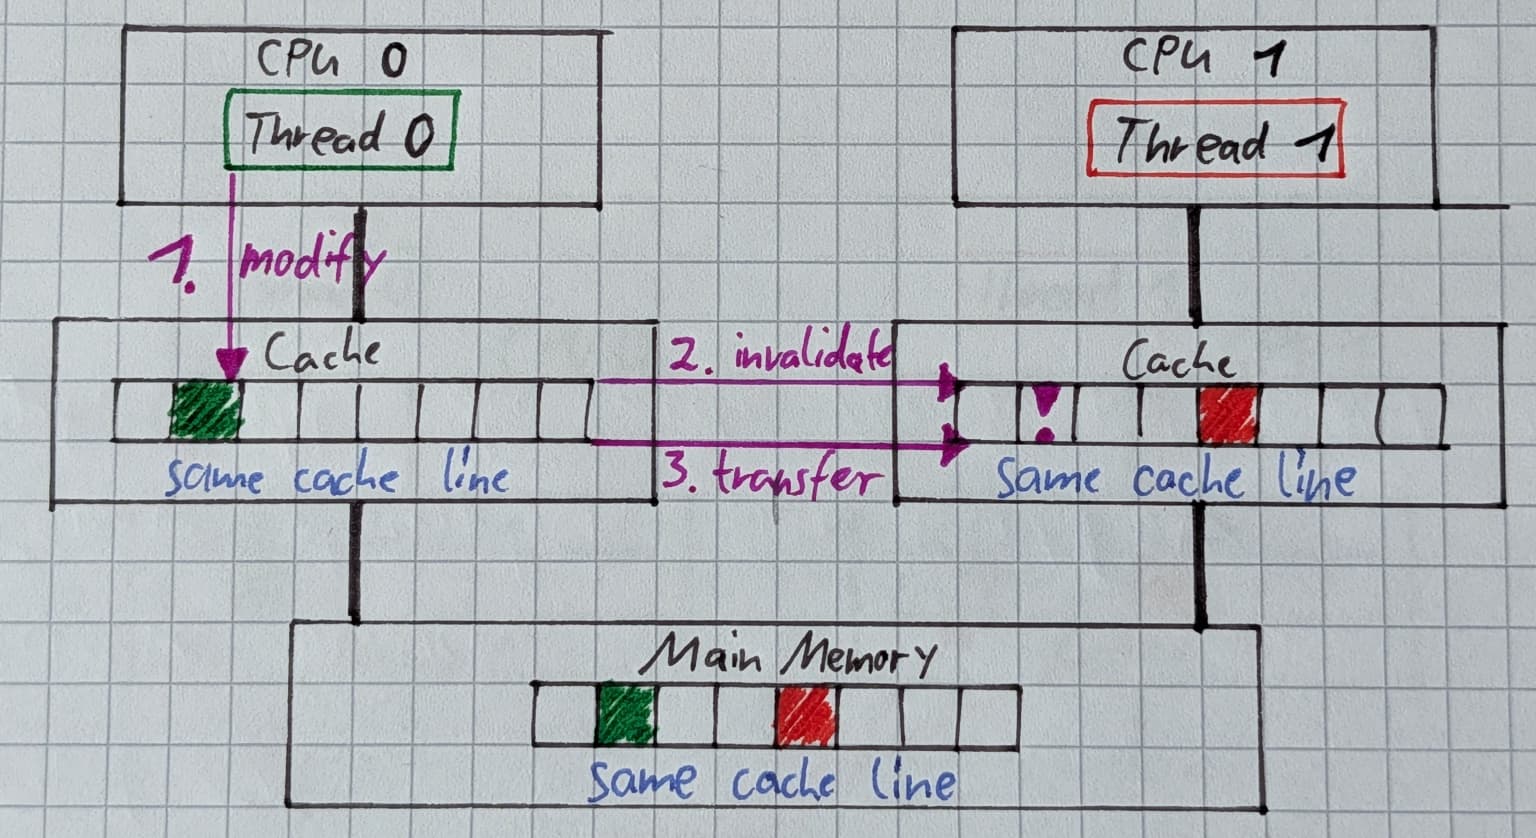 CPU 0
CPU 1
Thread 0
Thread 1
1. modify
Cache
2. invalidate
Cache
same cache line
3. transfer
same cache line
Main Memory
same cache line